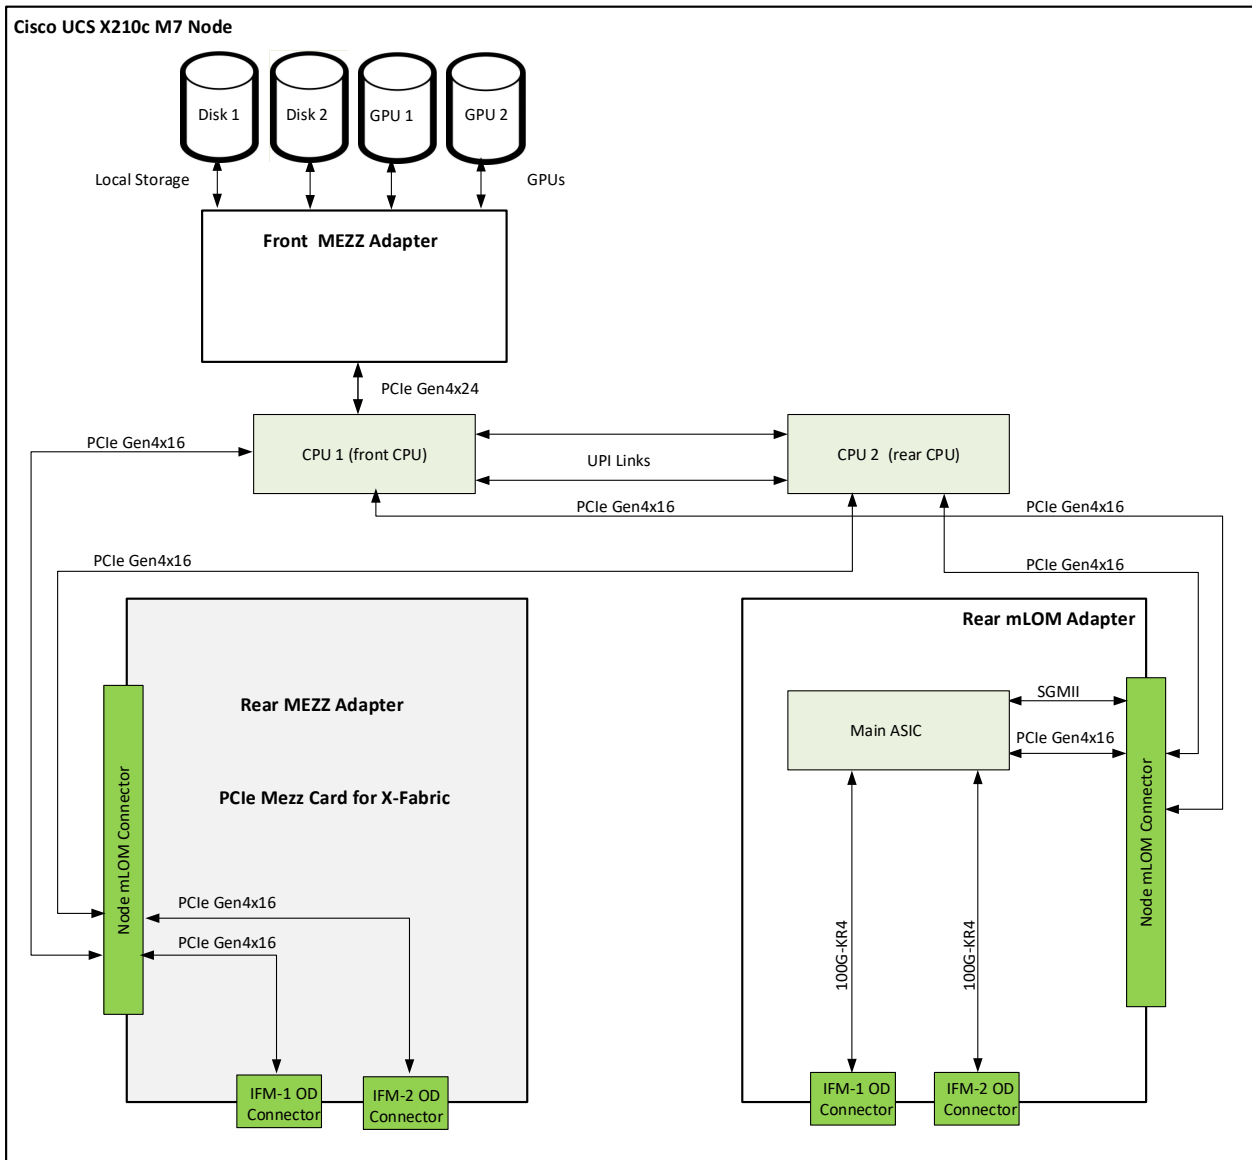 Cisco UCS X210c M7 Node
Disk 1
Disk 2
GPU 1
GPU 2
Local Storage
GPUs
Front  MEZZ Adapter
PCIe Gen4x24
PCIe Gen4x16
CPU 1 (front CPU)
UPI Links
CPU 2  (rear CPU)
PCIe Gen4x16
PCIe Gen4x16
PCIe Gen4x16
PCIe Gen4x16
Rear MEZZ Adapter
PCIe Mezz Card for X-Fabric
Node mLOM Connector
PCIe Gen4x16
PCIe Gen4x16
IFM-1 OD
Connector
IFM-2 OD
Connector
Rear mLOM Adapter
Main ASIC
SGMII
PCIe Gen4x16
Node mLOM Connector
100G-KR4
100G-KR4
IFM-1 OD
Connector
IFM-2 OD
Connector